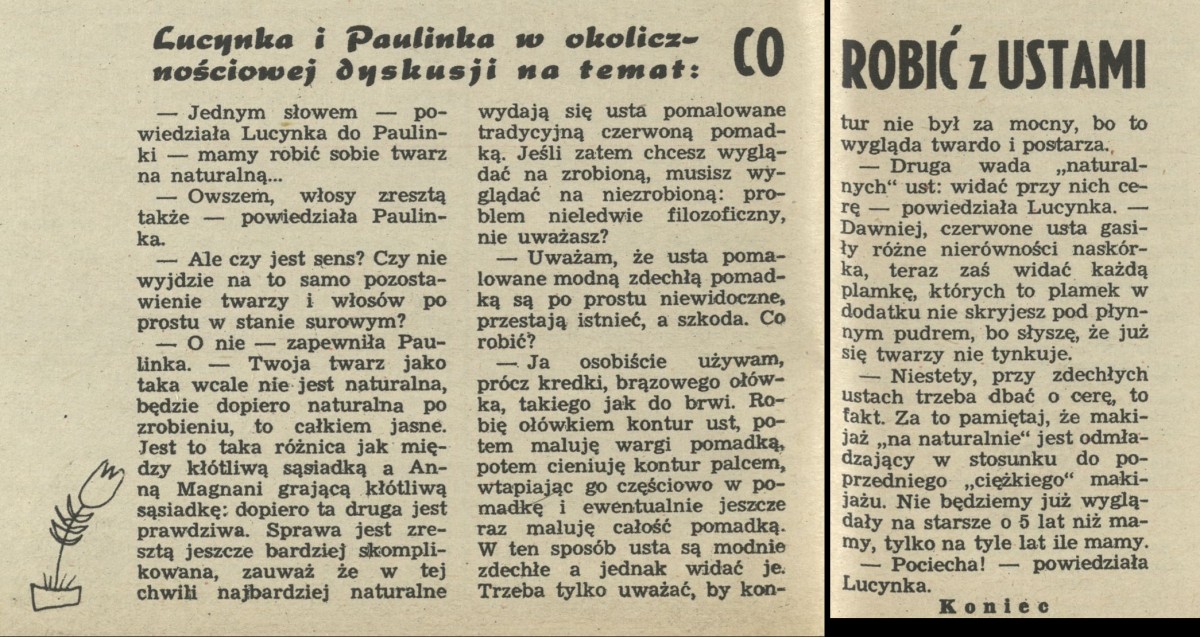 Lucynka i Paulinka w okolicz-
nościowej dyskusji na temat:
CO ROBIĆ z USTAMI
— Jednym słowem — po-
wiedziała Lucynka do Paulin-
ki — mamy robić sobie twarz
na naturalną...
— Owszem, włosy zresztą
także — powiedziała Paulin-
ka.
— Ale czy jest sens? Czy nie
wyjdzie na to samo pozosta-
wienie twarzy i włosów po
prostu w stanie surowym?
— O nie — zapewniła Pau-
linka. — Twoja twarz jako
taka wcale nie jest naturalna,
będzie dopiero naturalna po
zrobieniu, to całkiem jasne.
Jest to taka różnica jak mię-
dzy kłótliwą sąsiadką a An-
ną Magnani grającą kłótliwą
sąsiadkę: dopiero ta druga jest
prawdziwa. Sprawa jest zre-
sztą jeszcze bardziej skompli-
kowana, zauważ że w tej
chwili najbardziej naturalne
wydają się usta pomalowane
tradycyjną czerwoną pomad-
ką. Jeśli zatem chcesz wyglą-
dać na zrobioną, musisz wy-
glądać na niezrobioną: pro-
blem nieledwie filozoficzny,
nie uważasz?
— Uważam, że usta poma-
lowane modną zdechłą pomad-
ką są po prostu niewidoczne,
przestają istnieć, a szkoda. Co
robić?
— Ja osobiście używam,
prócz kredki, brązowego ołów-
ka, takiego jak do brwi. Ro-
bię ołówkiem kontur ust, po-
tem maluję wargi pomadką,
potem cieniuję kontur palcem,
wtapiając go częściowo w po-
madkę i ewentualnie jeszcze
raz maluję całość pomadką.
W ten sposób usta są modnie
zdechłe a jednak widać je.
Trzeba tylko uważać, by kon-
tur nie był za mocny, bo to
wygląda twardo i postarza.
— Druga wada „natural-
nych“ ust: widać przy nich ce-
rę — powiedziała Lucynka. —
Dawniej, czerwone usta gasi-
ły różne nierówności naskór-
ka, teraz zaś widać każdą
plamkę, których to plamek w
dodatku nie skryjesz pod płyn-
nym pudrem, bo słyszę, że już
się twarzy nie tynkuje.
— Niestety, przy zdechłych
ustach trzeba dbać o cerę, to
fakt. Za to pamiętaj, że maki-
jaż „na naturalnie“ jest odmła-
dzający w stosunku do po-
przedniego „ciężkiego“ maki-
jażu. Nie będziemy już wyglą-
dały na starsze o 5 lat niż ma-
my, tylko na tyle lat ile mamy.
— Pociecha! — powiedziała
Lucynka.
Koniec